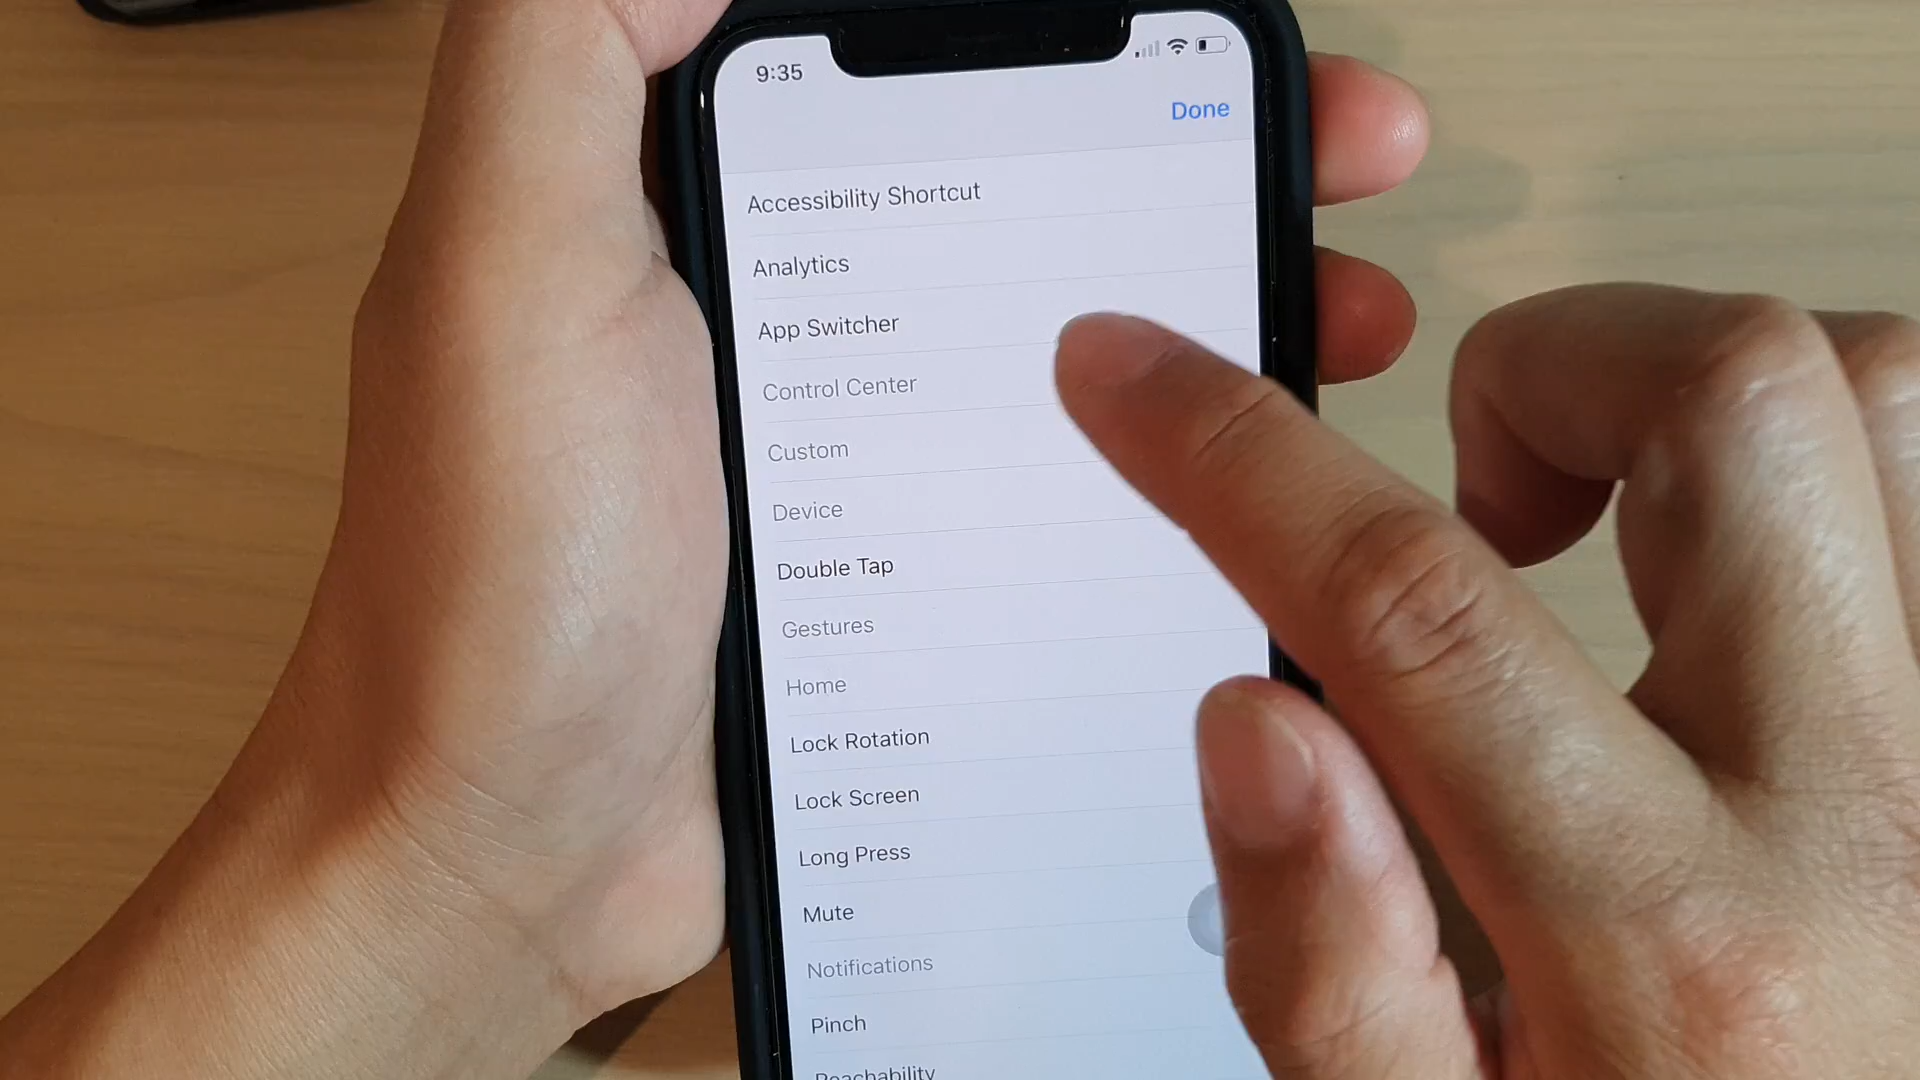 9:35
Done
Accessibility Shortcut
Analytics
App Switcher
Control Center
Custom
Device
Double Tap
Gestures
Home
Lock Rotation
Lock Screen
Long Press
Mute
Notifications
Pinch
Reachability